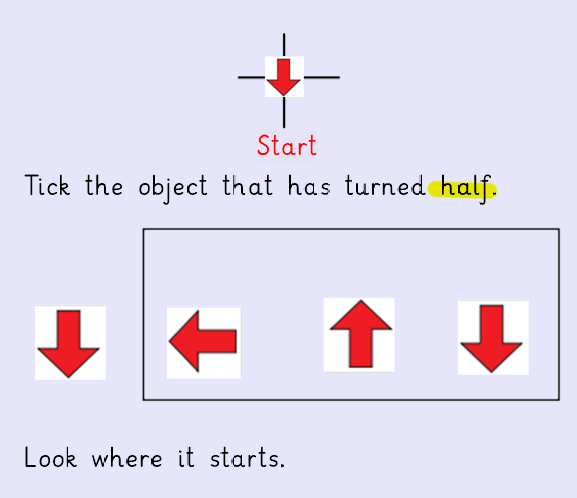 Start
Tick the object that has turned half.
Look where it starts.